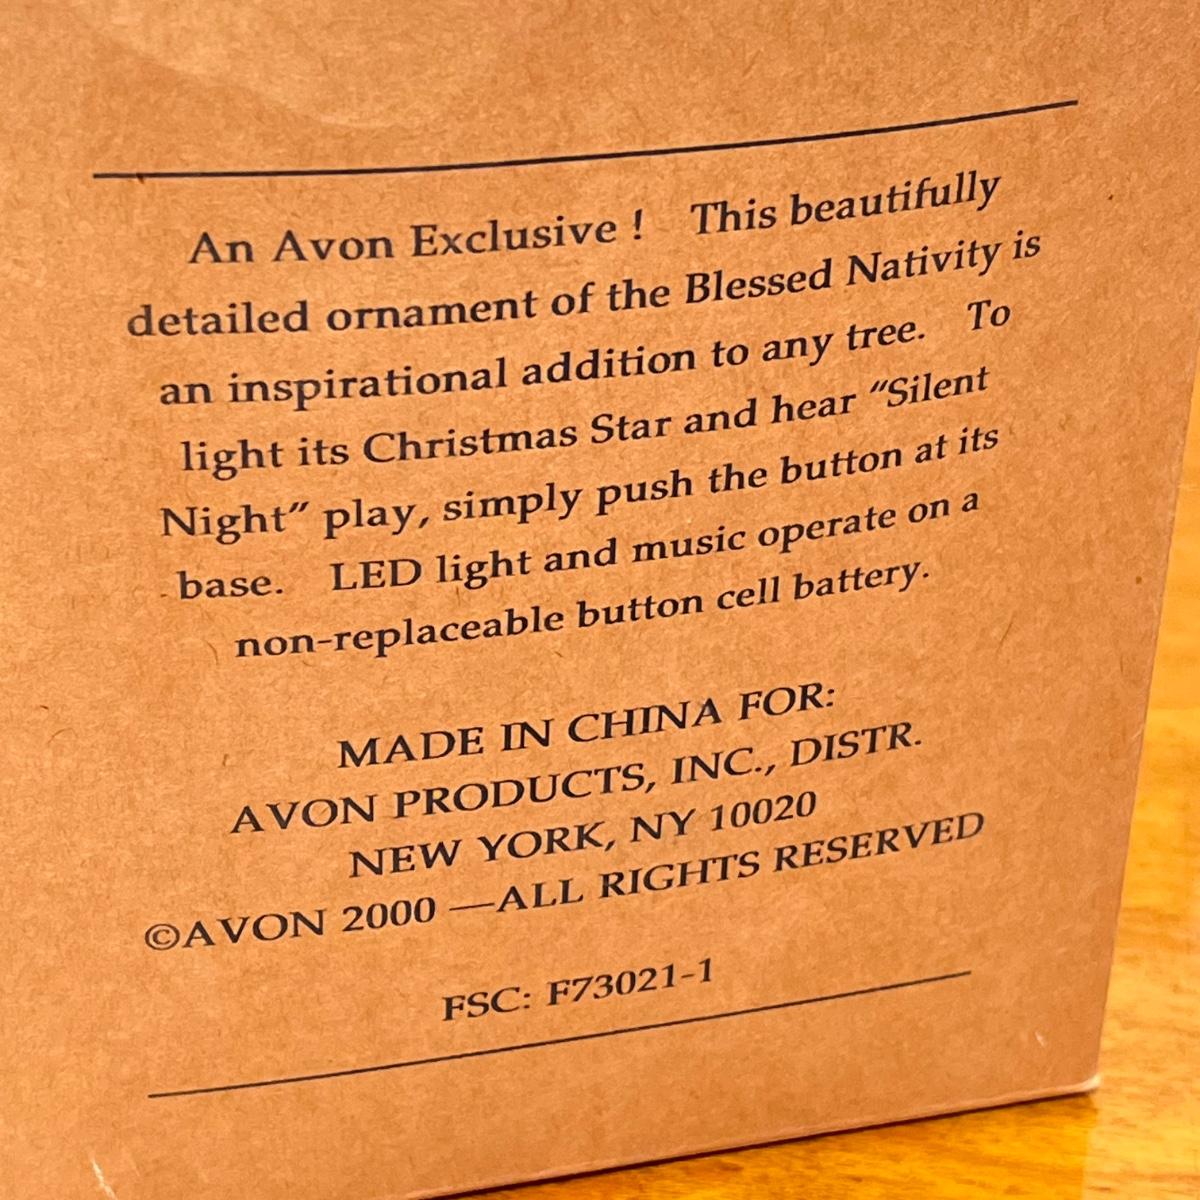 An Avon Exclusive ! This beautifully
detailed ornament of the Blessed Nativity is
an inspirational addition to any tree. To
light its Christmas Star and hear "Silent
Night" play, simply push the button at its
base. LED light and music operate on a
non-replaceable button cell battery.
MADE IN CHINA FOR:
AVON PRODUCTS, INC., DISTR.
NEW YORK, NY 10020
©AVON 2000 —ALL RIGHTS RESERVED
FSC: F73021-1